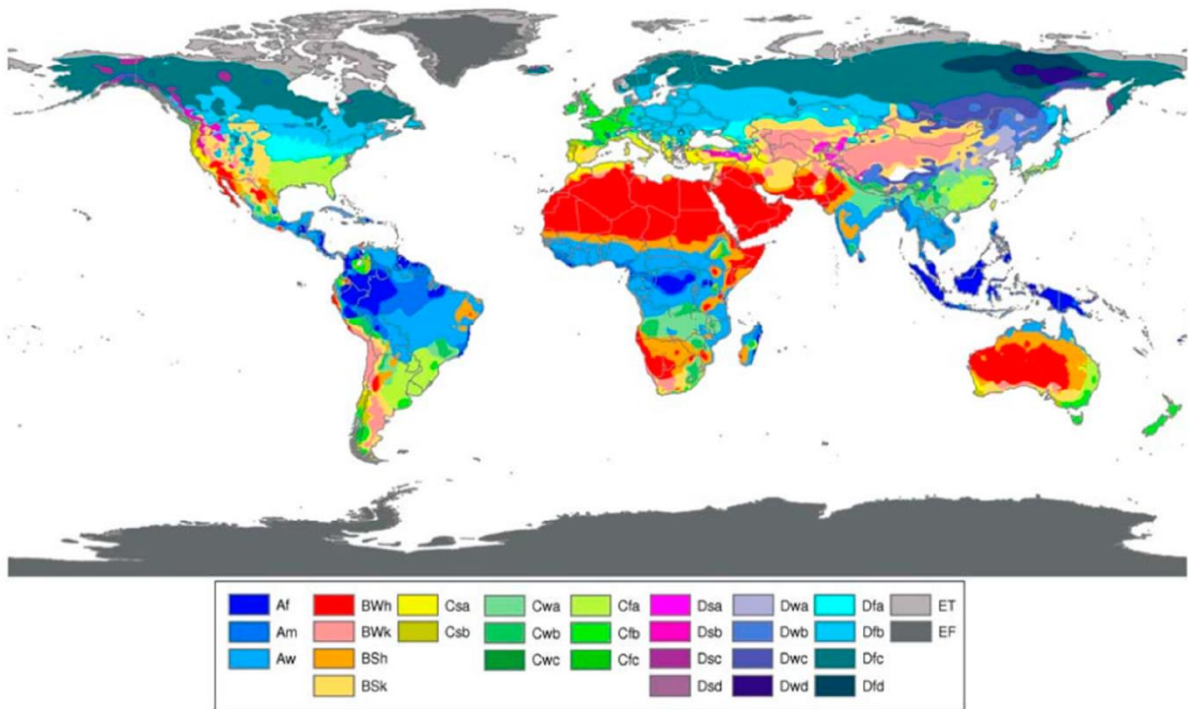 Af BWh Csa Cwa Cfa Dsa Dwa Dfa ET
Am BWk Csb Cwb Cfb Dsb Dwb Dfb EF
Aw BSh Cwc Cfc Dsc Dwc Dfc
BSk Dsd Dwd Dfd